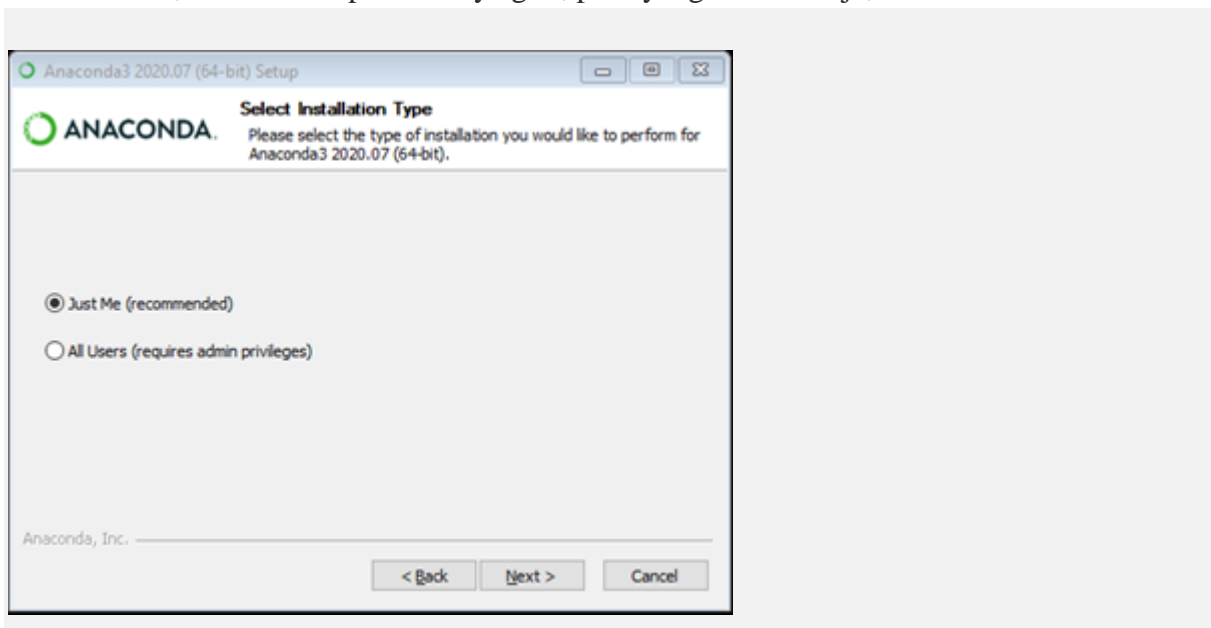 Anaconda3 2020.07 (64-bit) Setup
ANACONDA.
Select Installation Type
Please select the type of installation you would like to perform for
Anaconda3 2020.07 (64-bit).
Just Me (recommended)
All Users (requires admin privileges)
Anaconda, Inc.
< Back Next > Cancel